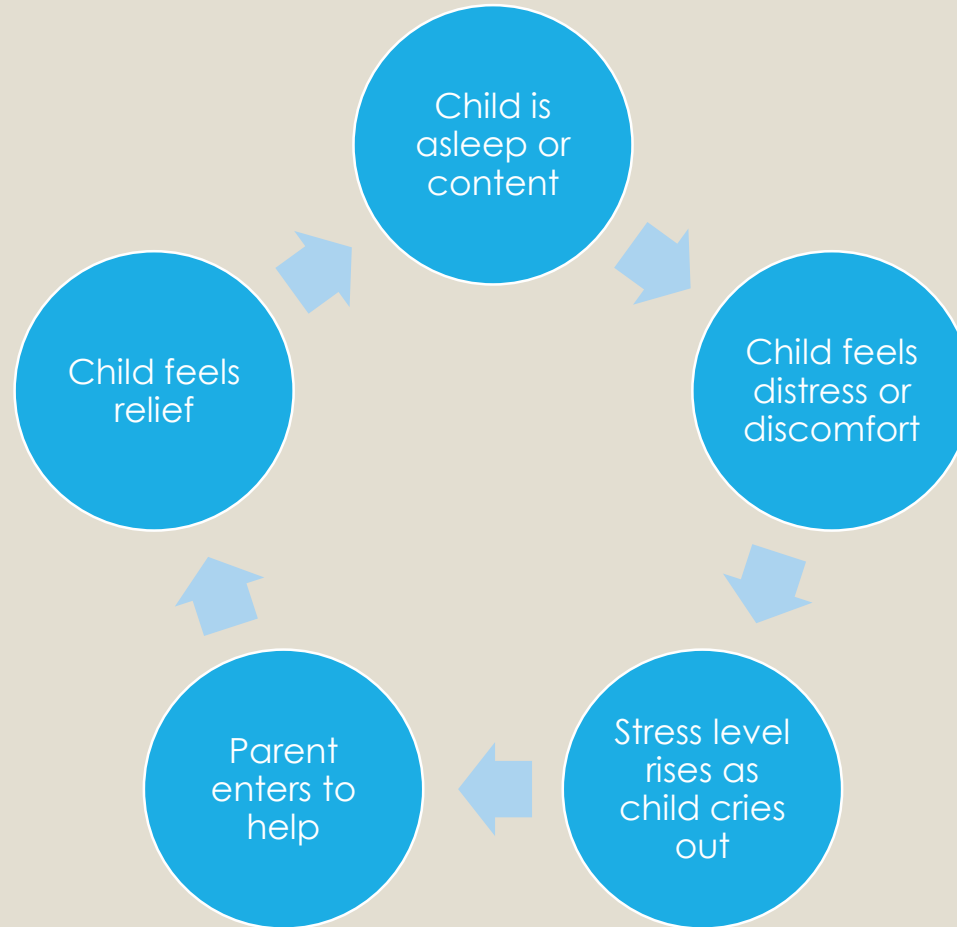 Child is
asleep or
content
Child feels
distress or
discomfort
Stress level
rises as
child cries
out
Parent
enters to
help
Child feels
relief